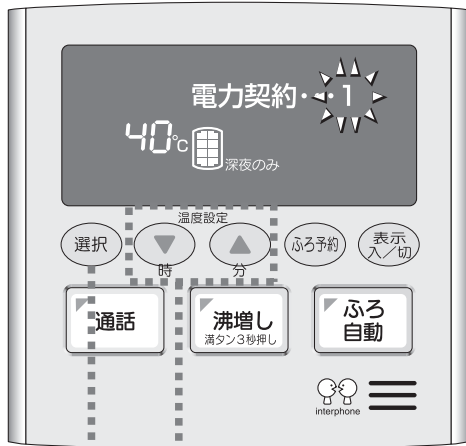 電力契約・・・1
40℃
深夜のみ
温度設定
選択
ふろ予約
表示
入／切
時
分
通話
沸増し
満タン3秒押し
ふろ
自動
interphone